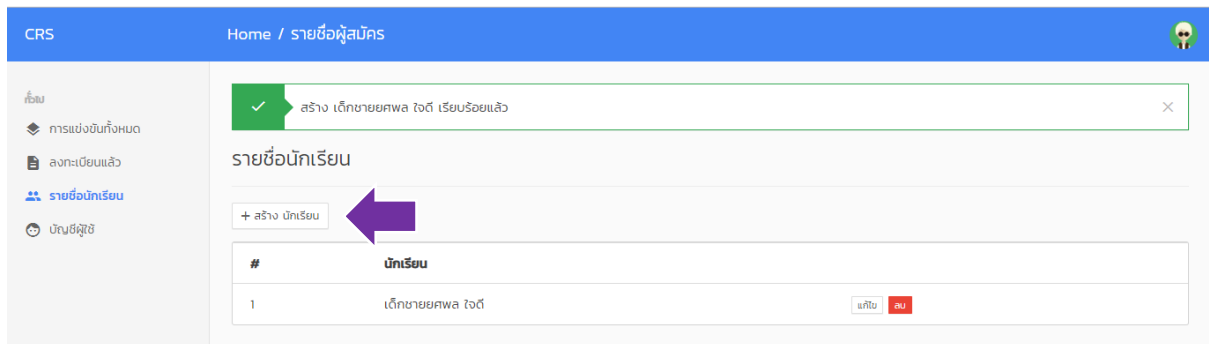 CRS
Home / รายชื่อผู้สมัคร
ทั่วไป
การแข่งขันทั้งหมด
ลงทะเบียนแล้ว
รายชื่อนักเรียน
บัญชีผู้ใช้
สร้าง เด็กชายยศพล ใจดี เรียบร้อยแล้ว
รายชื่อนักเรียน
+ สร้าง นักเรียน
# นักเรียน
1 เด็กชายยศพล ใจดี แก้ไข ลบ